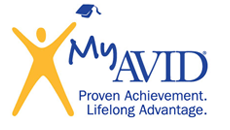 My
AVID®
Proven Achievement.
Lifelong Advantage.